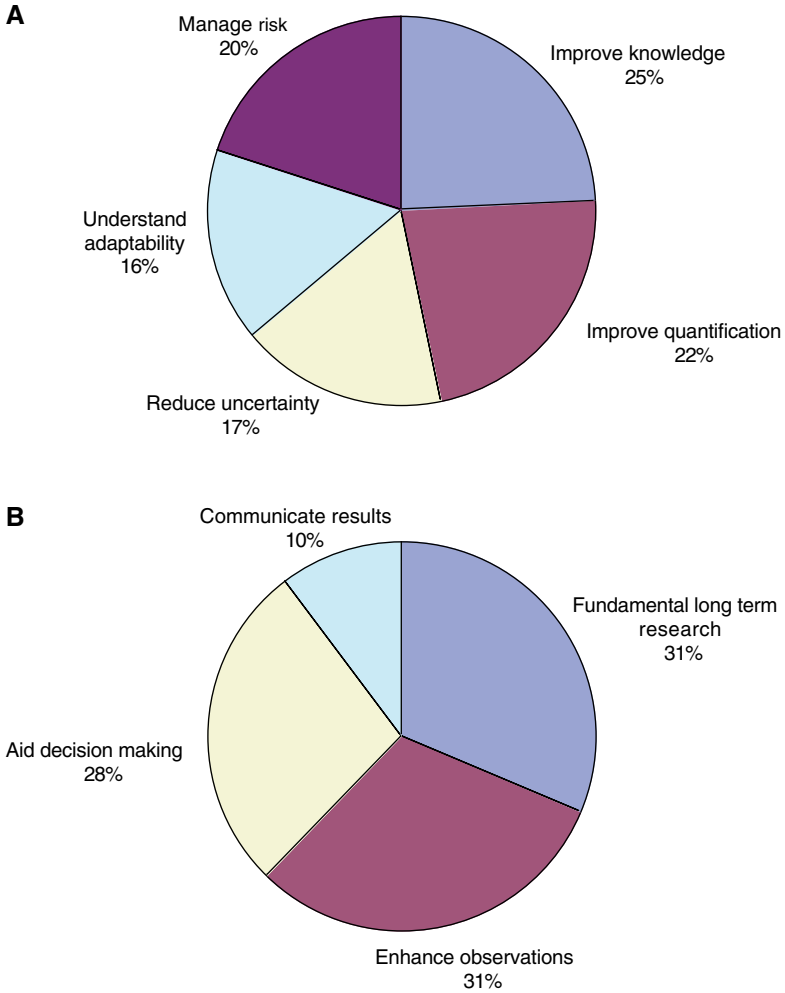 A
Manage risk
20%
Improve knowledge
25%
Understand
adaptability
16%
Improve quantification
22%
Reduce uncertainty
17%
B
Communicate results
10%
Fundamental long term
research
31%
Aid decision making
28%
Enhance observations
31%